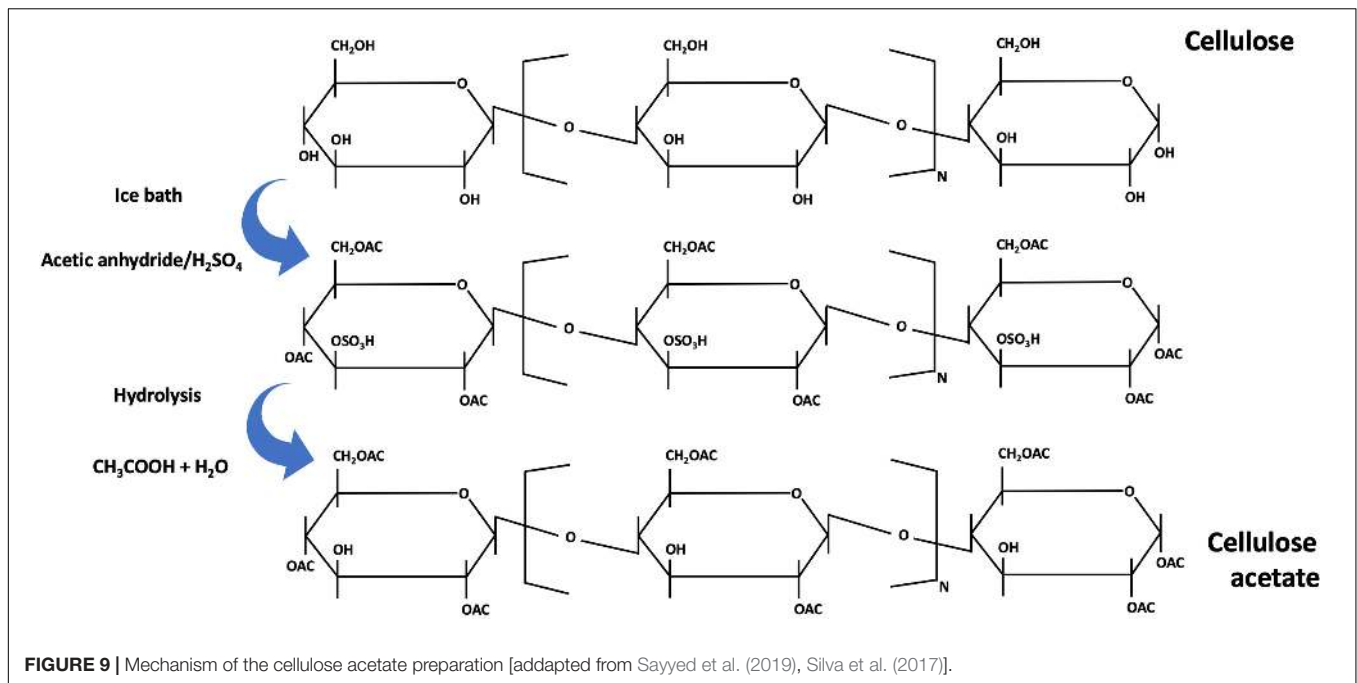 CH₂OH CH₂OH CH₂OH Cellulose
O O O
O O
OH OH OH OH
OH OH
OH OH OH
N
Ice bath
Acetic anhydride/H₂SO₄
CH₂OAC CH₂OAC CH₂OAC
O O O
O O
OSO₃H OSO₃H OSO₃H
OAC OAC
OAC OAC OAC
N
Hydrolysis
CH₃COOH + H₂O
CH₂OAC CH₂OAC CH₂OAC
O O O
O O
OH OH OH
OAC OAC
OAC OAC OAC
N
Cellulose
acetate
FIGURE 9 | Mechanism of the cellulose acetate preparation [addapted from Sayyed et al. (2019), Silva et al. (2017)].